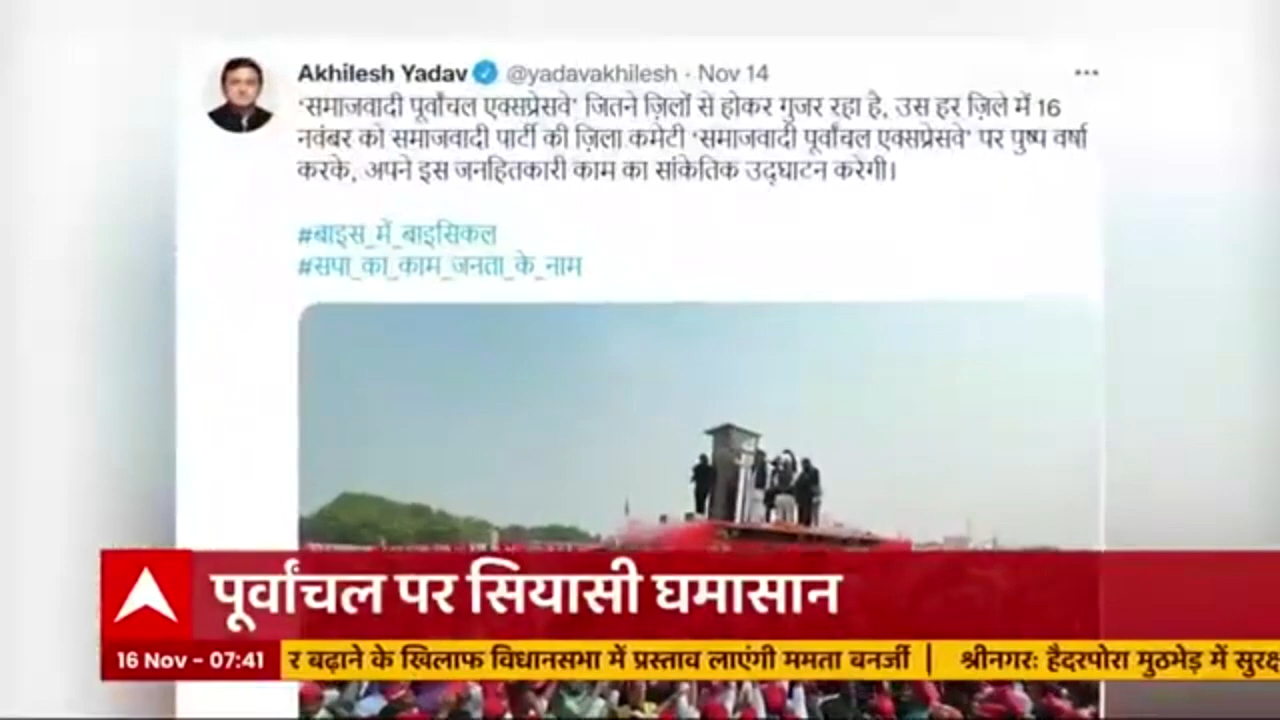 Akhilesh Yadav @yadavakhilesh · Nov 14
‘समाजवादी पूर्वांचल एक्सप्रेसवे’ जितने ज़िलों से होकर गुजर रहा है, उस हर ज़िले में 16
नवंबर को समाजवादी पार्टी की ज़िला कमेटी ‘समाजवादी पूर्वांचल एक्सप्रेसवे’ पर पुष्प वर्षा
करके, अपने इस जनहितकारी काम का सांकेतिक उद्घाटन करेगी।
#बाइस_में_बाइसिकल
#सपा_का_काम_जनता_के_नाम
पूर्वांचल पर सियासी घमासान
16 Nov - 07:41
र बढ़ाने के खिलाफ विधानसभा में प्रस्ताव लाएंगी ममता बनर्जी | श्रीनगर: हैदरपोरा मुठभेड़ में सुरक्ष